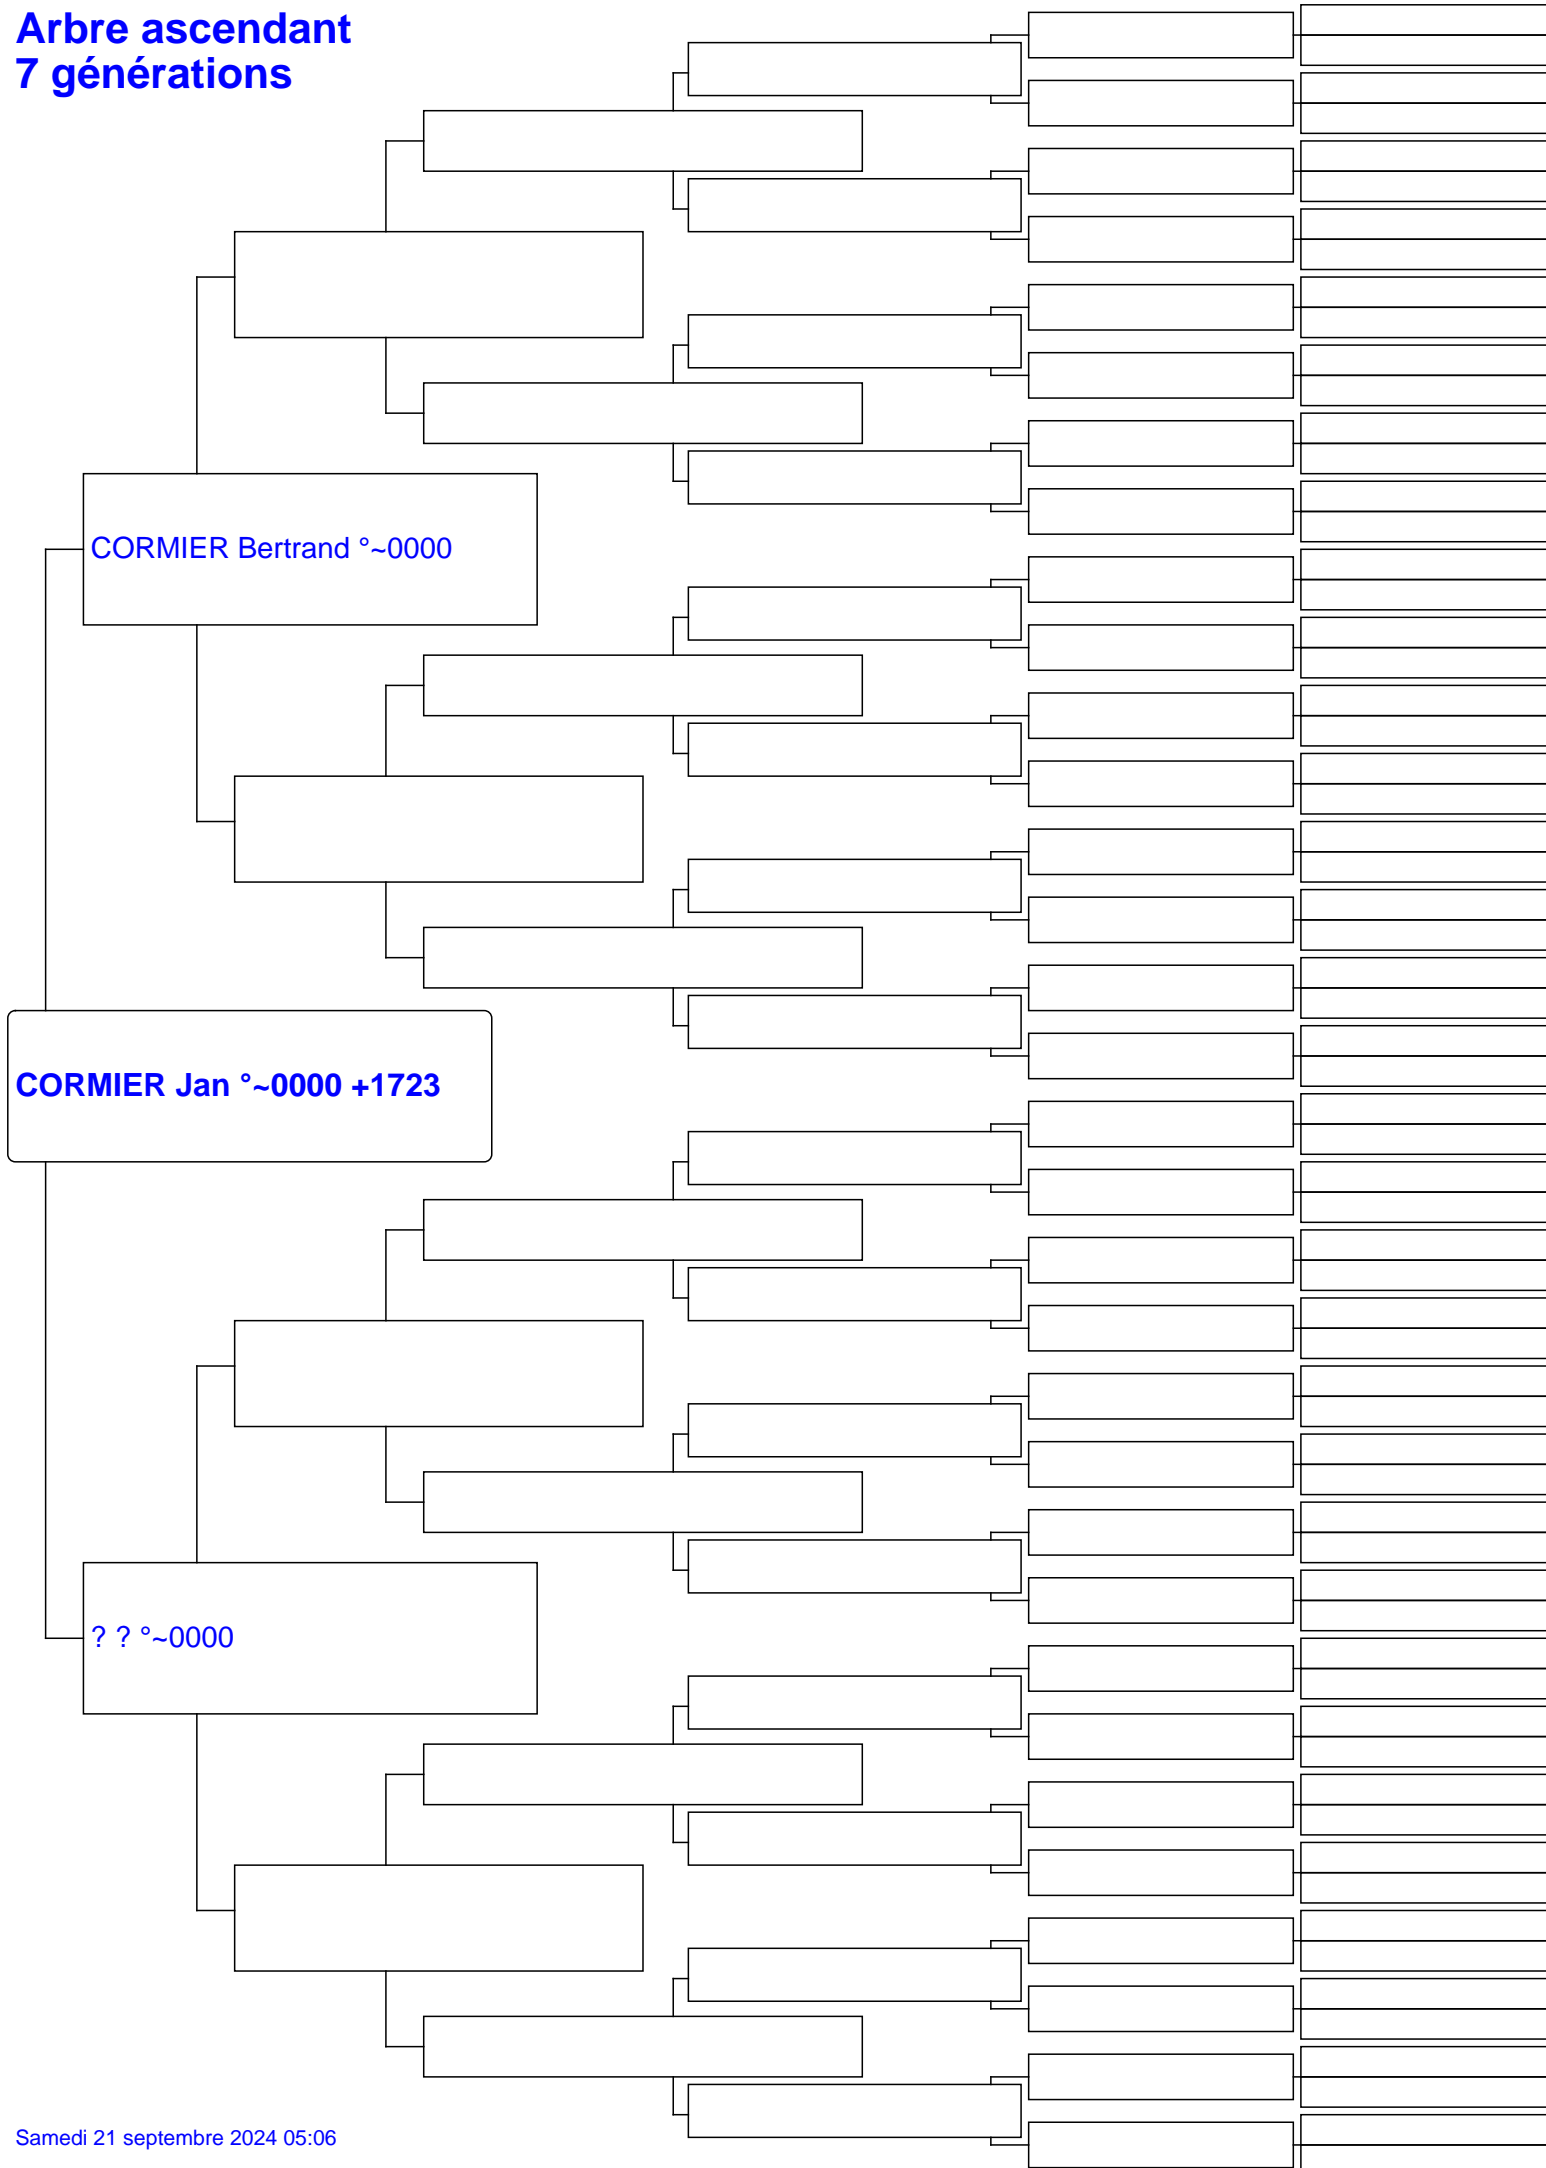 Arbre ascendant
7 générations
CORMIER Bertrand °~0000
CORMIER Jan °~0000 +1723
? ? °~0000
Samedi 21 septembre 2024 05:06